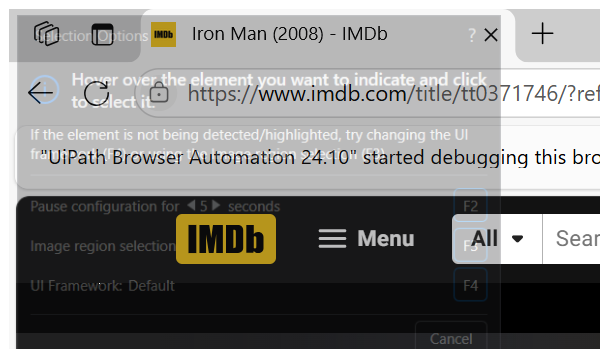 Selection Options
Iron Man (2008) - IMDb
?
Hover over the element you want to indicate and click
to select it.
https://www.imdb.com/title/tt0371746/?ref
If the element is not being detected/highlighted, try changing the UI
framework (F4) or using the Image region selection (F3).
"UiPath Browser Automation 24.10" started debugging this bro
Pause configuration for 5 seconds
F2
IMDb
Menu
All
Sear
Image region selection
F3
UI Framework: Default
F4
Cancel